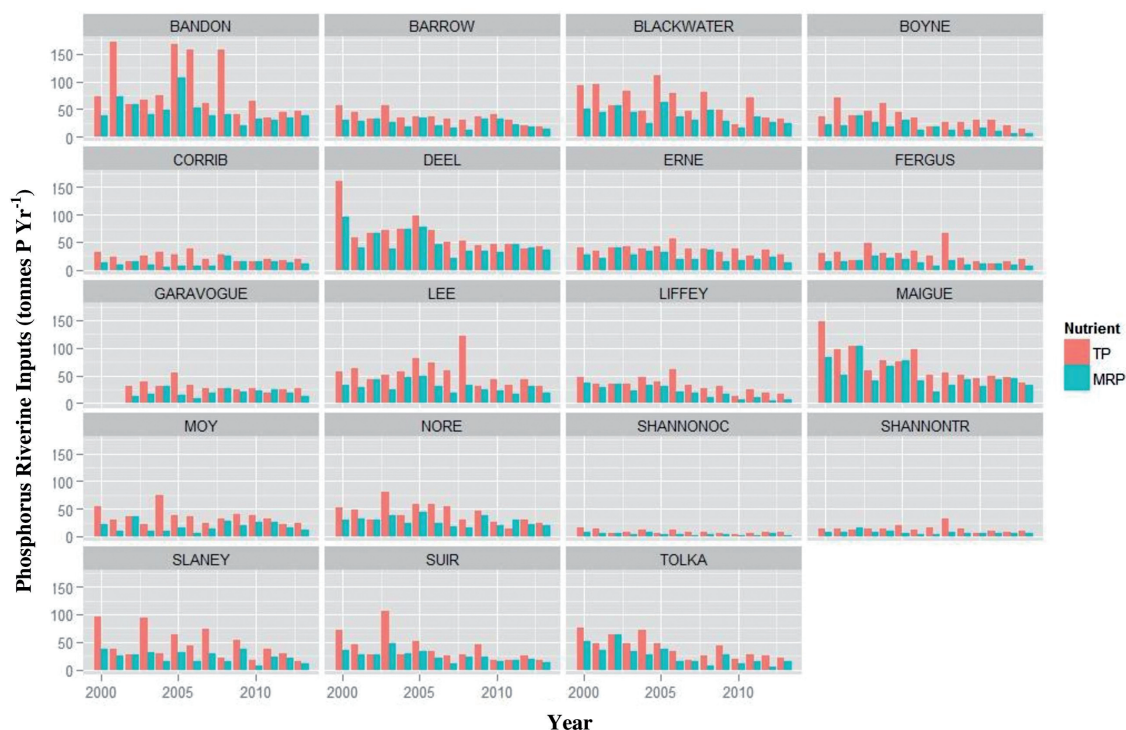 BANDON BARROW BLACKWATER BOYNE
150
100
50
0
CORRIB DEEL ERNE FERGUS
150
100
50
0
GARAVOGUE LEE LIFFEY MAIGUE
150
100
50
0
MOY NORE SHANNONOC SHANNONTR
150
100
50
0
SLANEY SUIR TOLKA
150
100
50
0
2000 2005 2010 2000 2005 2010 2000 2005 2010
Year
Phosphorus Riverine Inputs (tonnes P Yr⁻¹)
Nutrient
TP
MRP